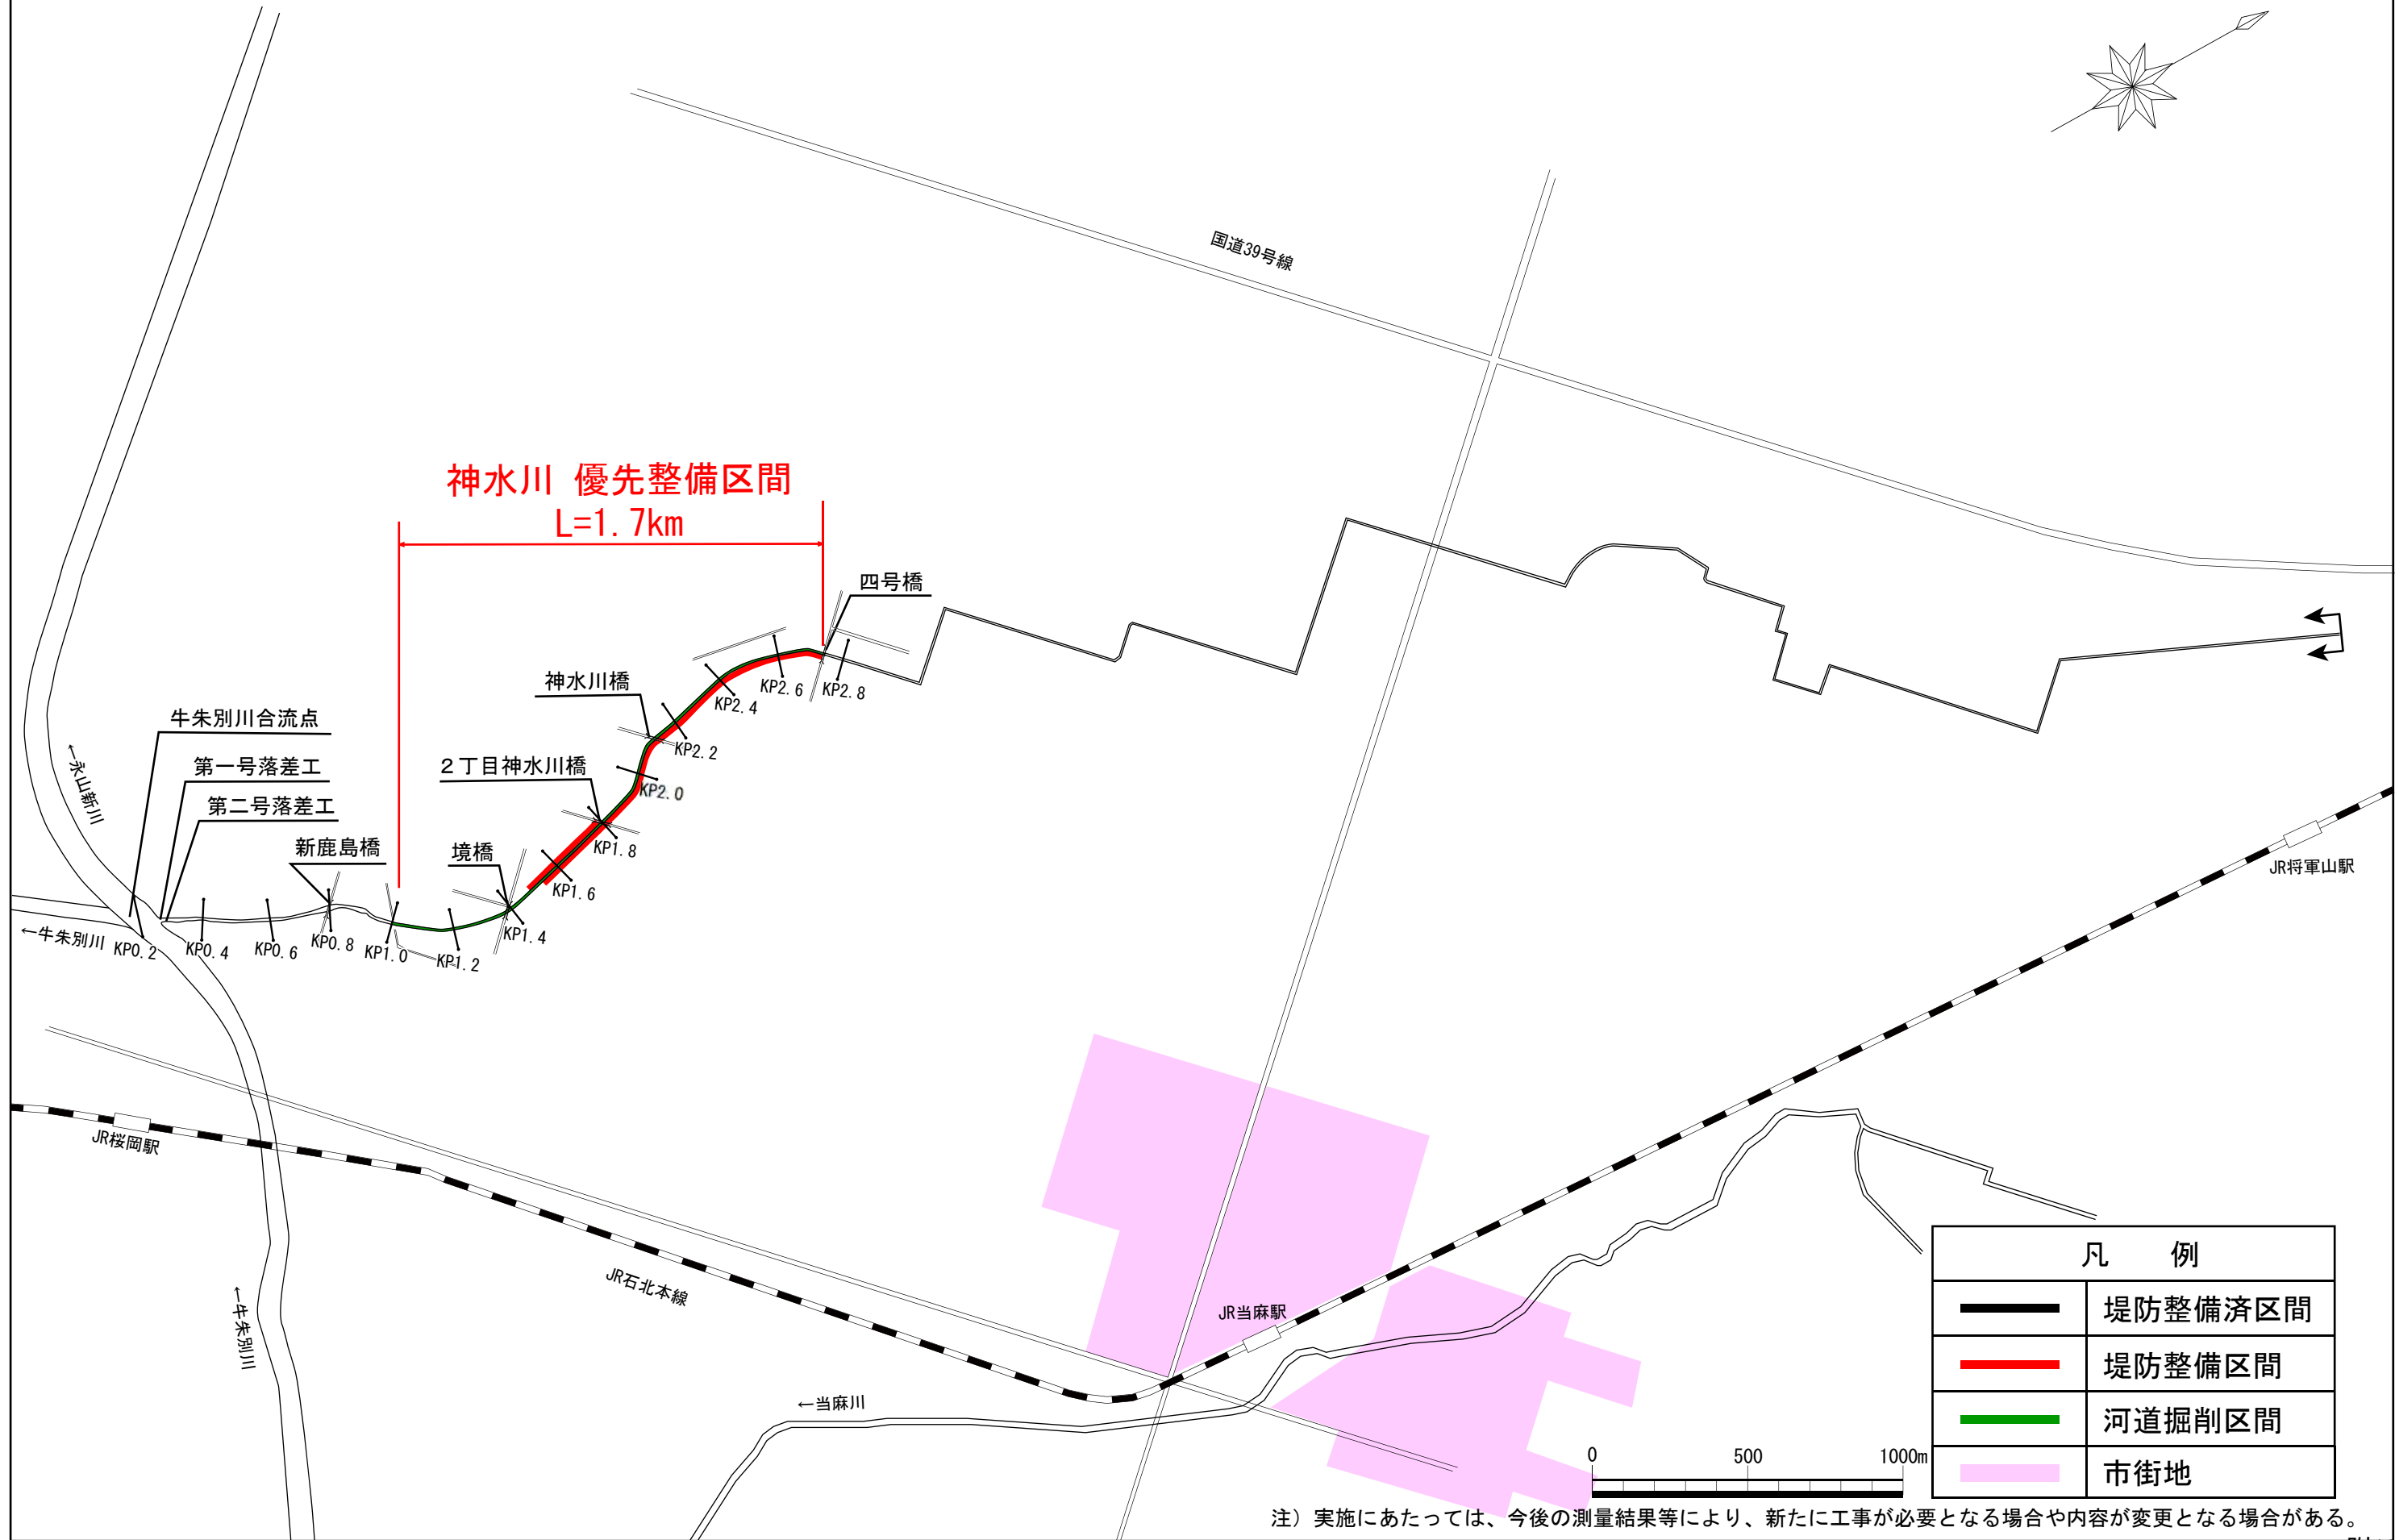 国道39号線
神水川 優先整備区間
L=1.7km
四号橋
神水川橋
KP2.8
KP2.6
KP2.4
KP2.2
牛朱別川合流点
第一号落差工
第二号落差工
2丁目神水川橋
KP2.0
←永山新川
新鹿島橋
境橋
KP1.8
KP1.6
KP1.4
KP1.2
KP1.0
KP0.8
KP0.6
KP0.4
KP0.2
←牛朱別川
JR将軍山駅
JR桜岡駅
JR石北本線
←牛朱別川
JR当麻駅
←当麻川
凡 例
堤防整備済区間
堤防整備区間
河道掘削区間
市街地
0 500 1000m
注）実施にあたっては、今後の測量結果等により、新たに工事が必要となる場合や内容が変更となる場合がある。